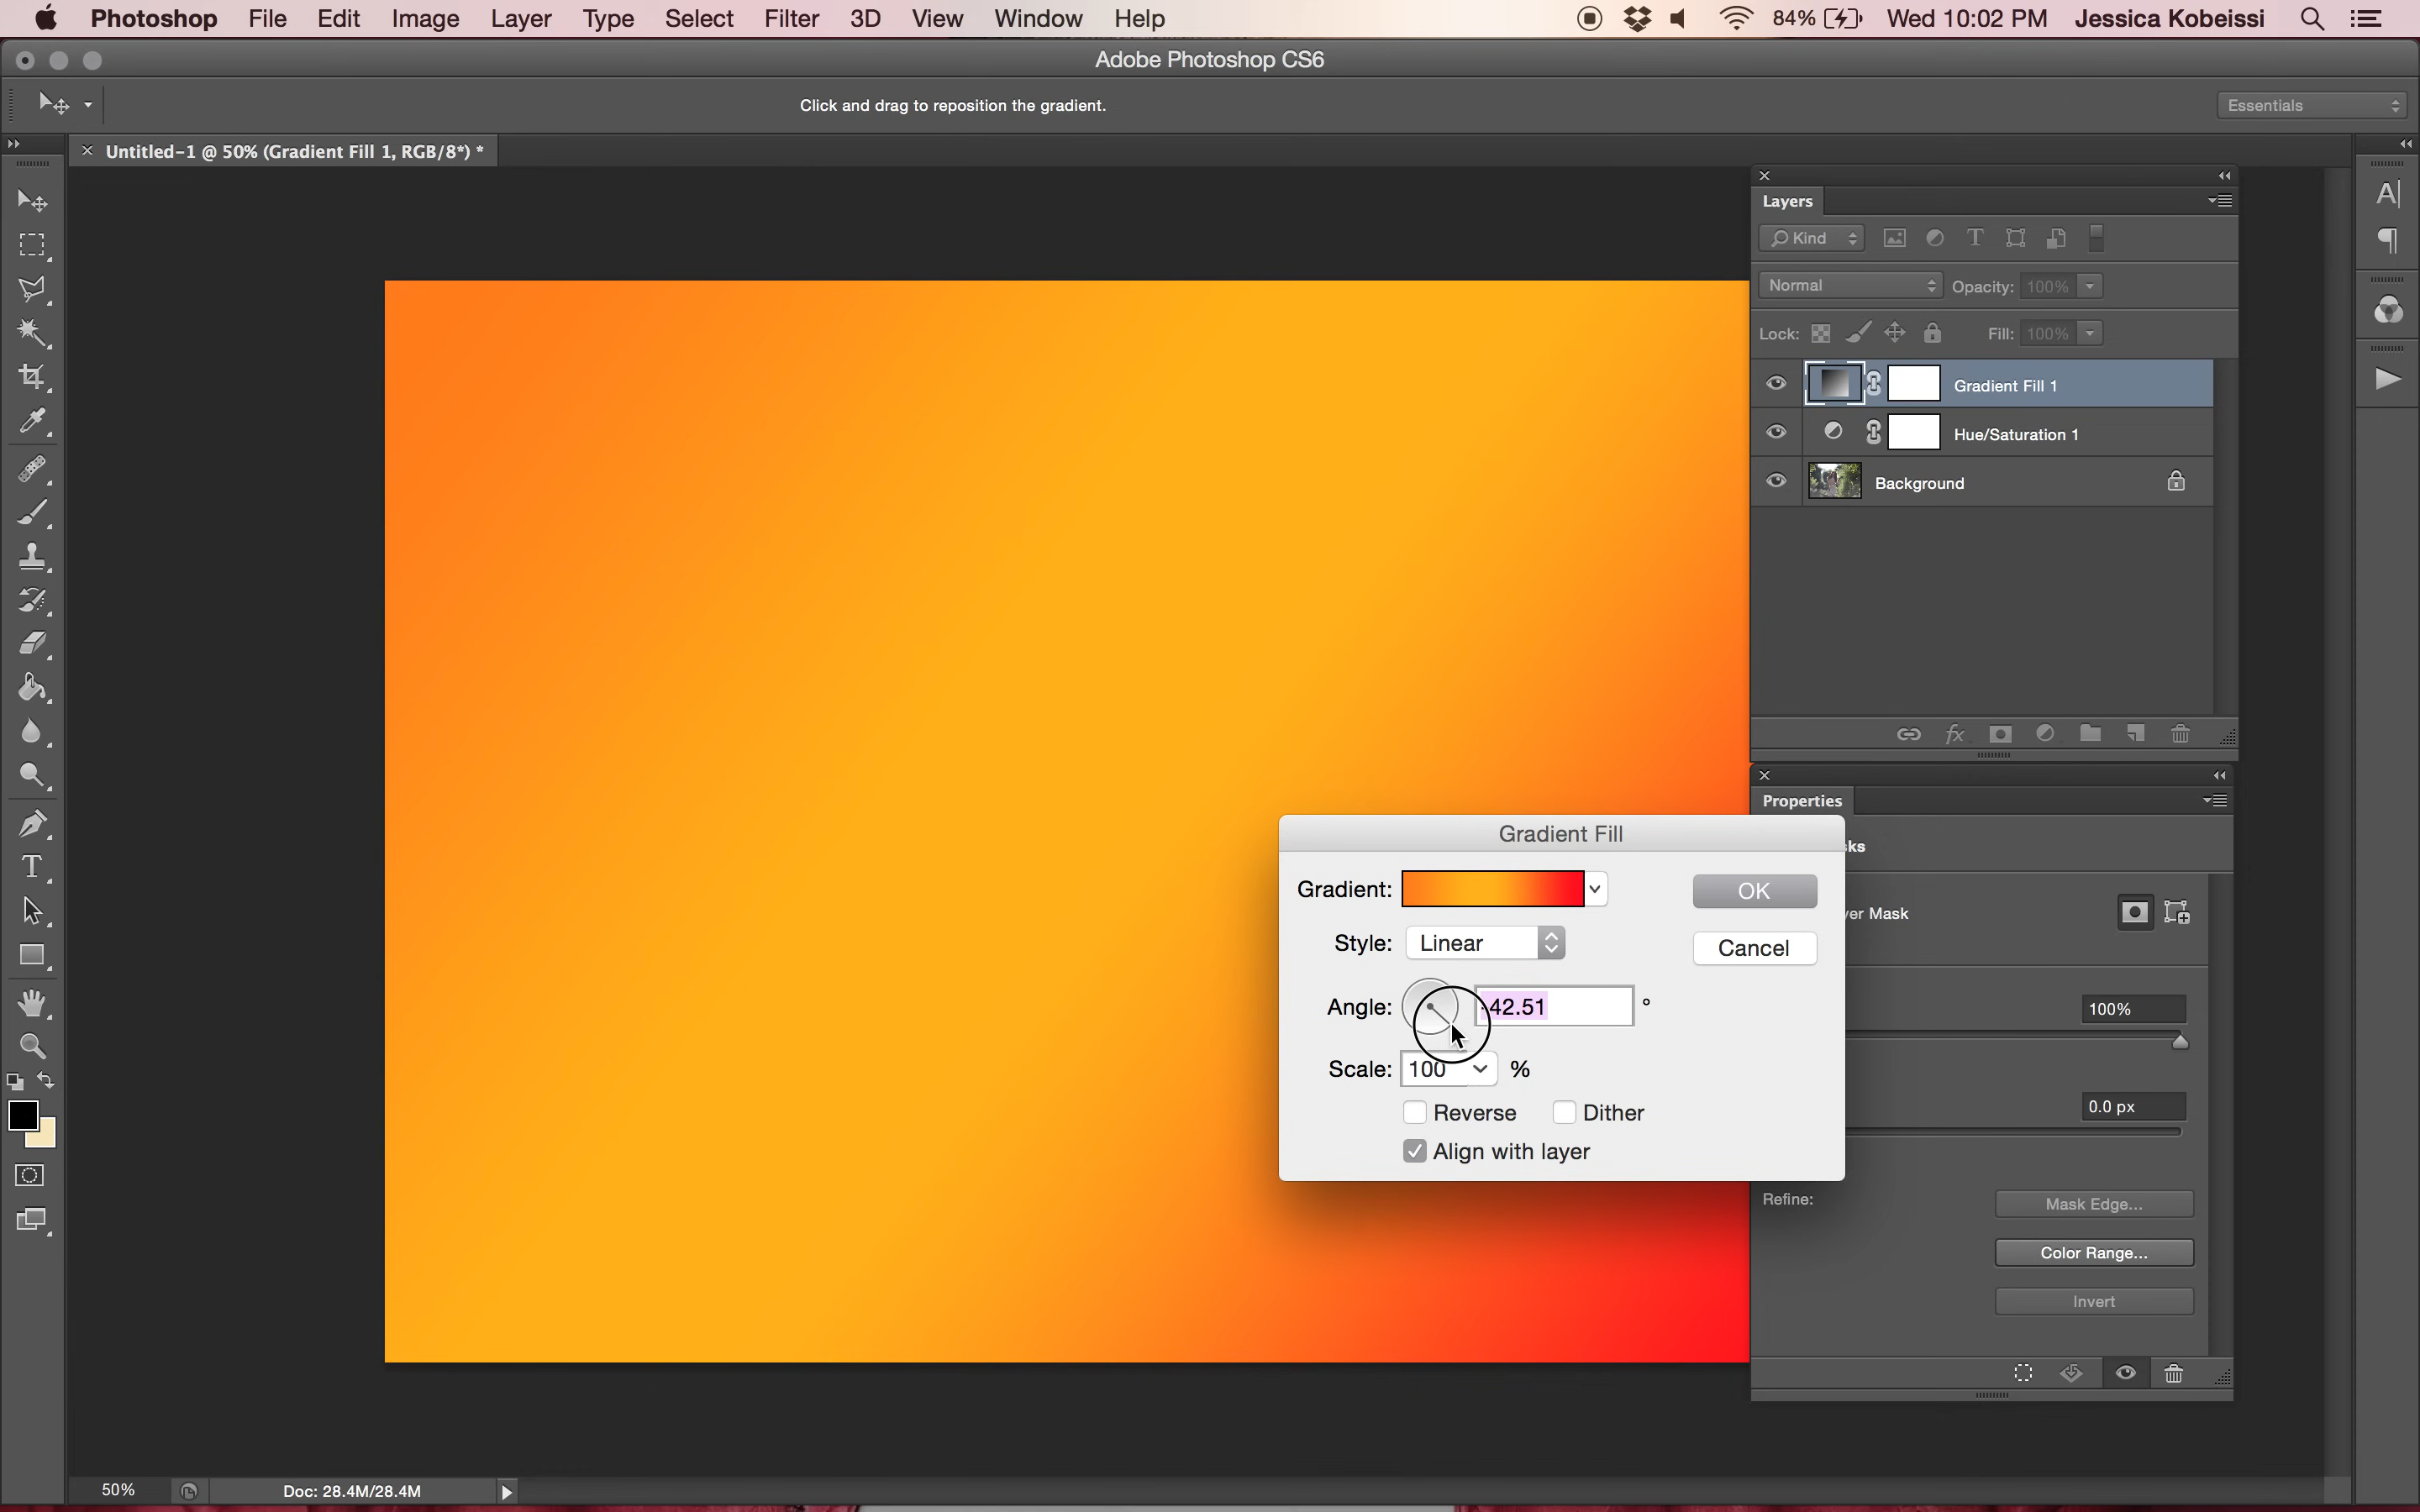 Photoshop File Edit Image Layer Type Select Filter 3D View Window Help 84% Wed 10:02 PM Jessica Kobeissi
Adobe Photoshop CS6
Click and drag to reposition the gradient.
Essentials
Untitled-1 @ 50% (Gradient Fill 1, RGB/8*) *
Layers
Kind
Normal Opacity: 100%
Lock: Fill: 100%
Gradient Fill 1
Hue/Saturation 1
Background
fx
Properties
Gradient Fill
ks
Gradient: OK
er Mask
Style: Linear Cancel
Angle: -42.51 °
100%
Scale: 100 %
Reverse Dither
0.0 px
Align with layer
Refine: Mask Edge...
Color Range...
Invert
50% Doc: 28.4M/28.4M